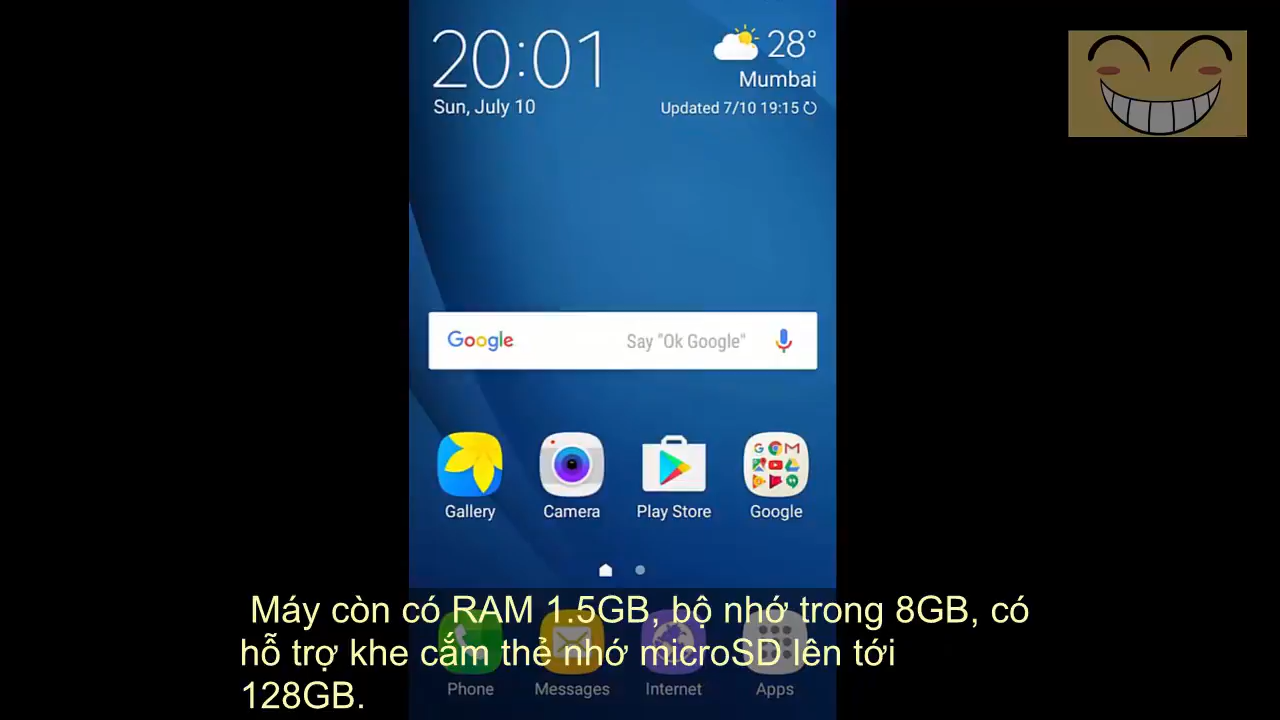 20:01
28°
Mumbai
Sun, July 10
Updated 7/10 19:15
Google
Say "Ok Google"
Gallery
Camera
Play Store
Google
Máy còn có RAM 1.5GB, bộ nhớ trong 8GB, có
hỗ trợ khe cắm thẻ nhớ microSD lên tới
128GB.
Phone
Messages
Internet
Apps